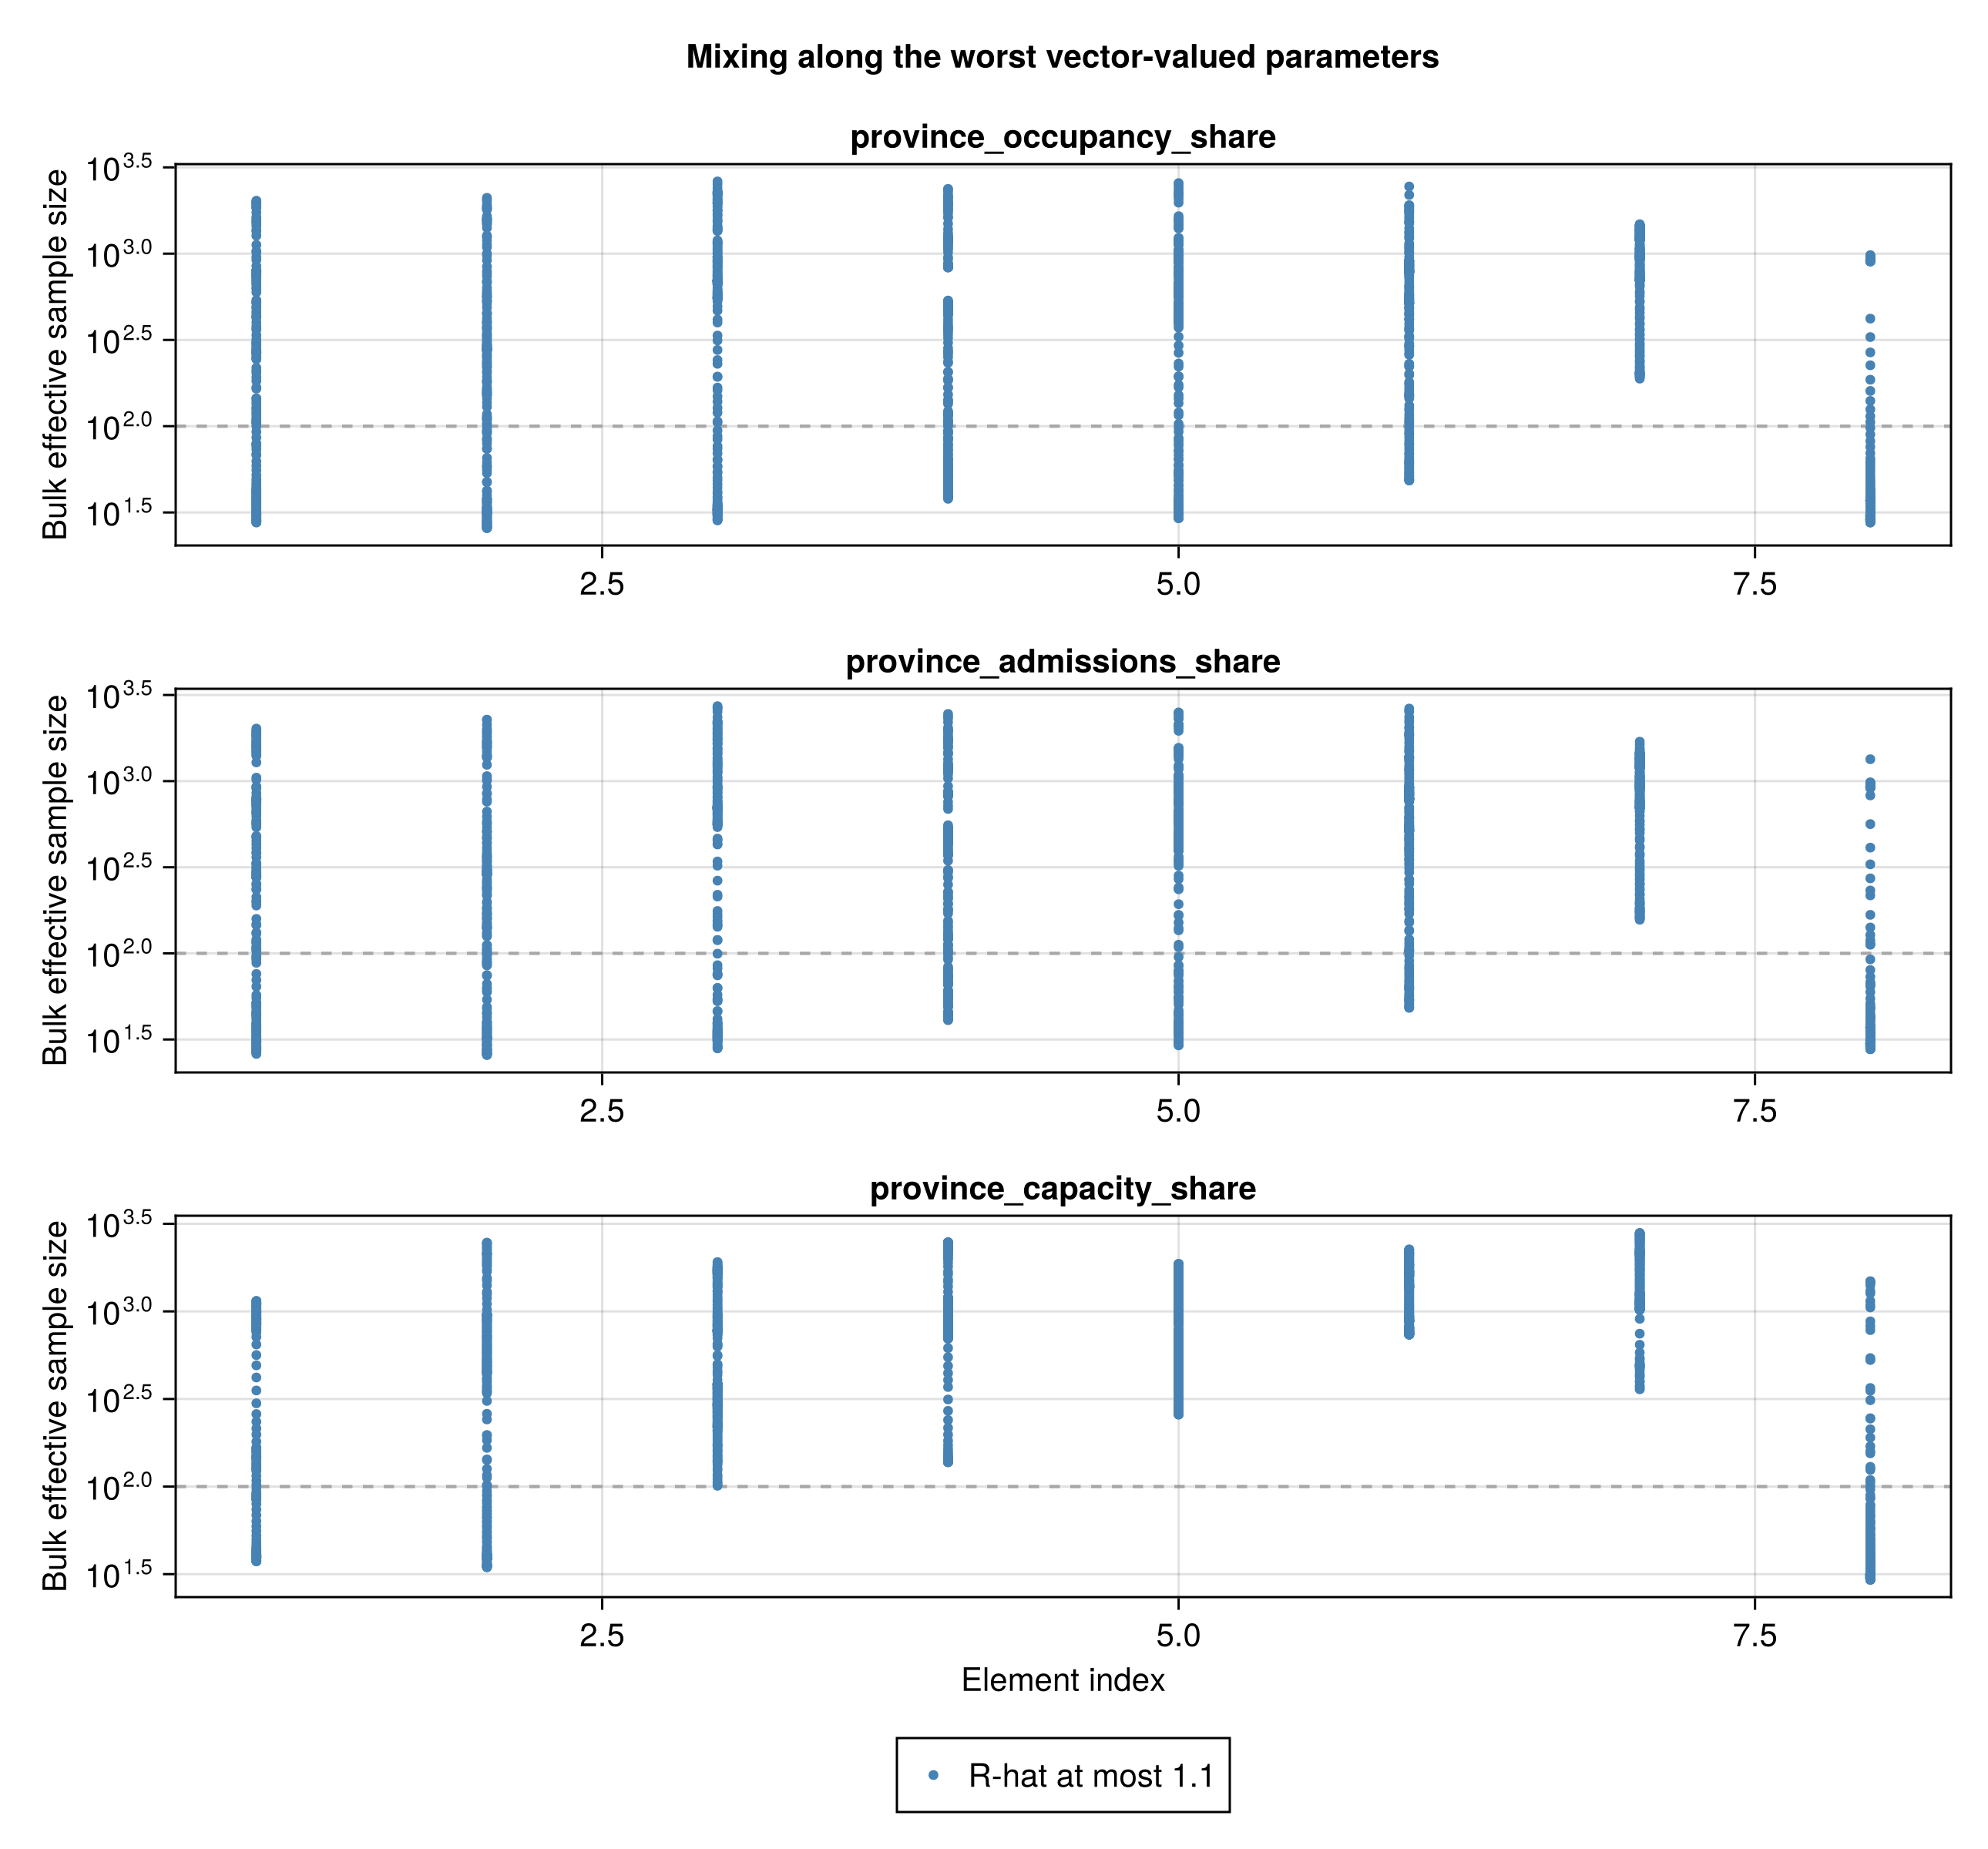 Mixing along the worst vector-valued parameters
province_occupancy_share
Bulk effective sample size
10^3.5
10^3.0
10^2.5
10^2.0
10^1.5
2.5 5.0 7.5
province_admissions_share
Bulk effective sample size
10^3.5
10^3.0
10^2.5
10^2.0
10^1.5
2.5 5.0 7.5
province_capacity_share
Bulk effective sample size
10^3.5
10^3.0
10^2.5
10^2.0
10^1.5
2.5 5.0 7.5
Element index
R-hat at most 1.1